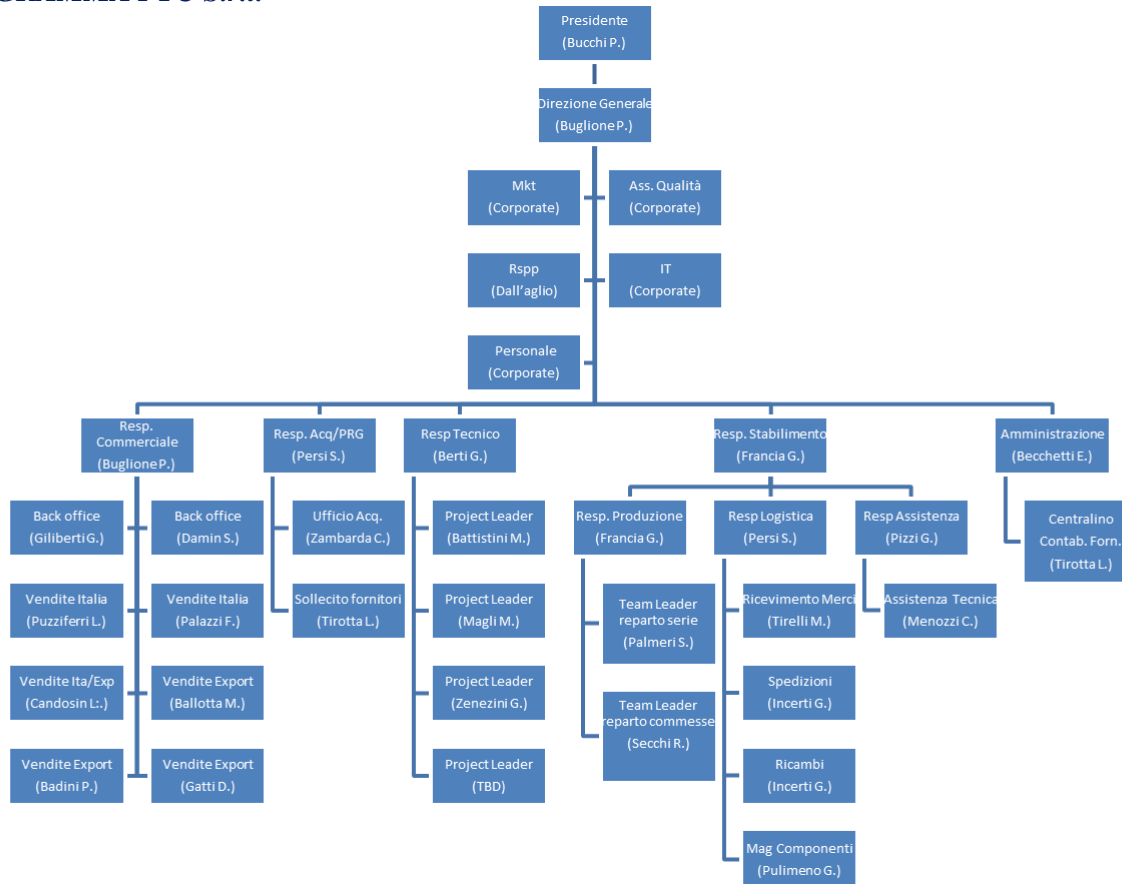 Presidente
(Bucchi P.)
Direzione Generale
(Buglione P.)
Mkt
(Corporate)
Ass. Qualità
(Corporate)
Rspp
(Dall'aglio)
IT
(Corporate)
Personale
(Corporate)
Resp.
Commerciale
(Buglione P.)
Resp. Acq/PRG
(Persi S.)
Resp Tecnico
(Berti G.)
Resp. Stabilimento
(Francia G.)
Amministrazione
(Becchetti E.)
Back office
(Giliberti G.)
Back office
(Damin S.)
Ufficio Acq.
(Zambarda C.)
Project Leader
(Battistini M.)
Resp. Produzione
(Francia G.)
Resp Logistica
(Persi S.)
Resp Assistenza
(Pizzi G.)
Centralino
Contab. Forn.
(Tirotta L.)
Vendite Italia
(Puzziferri L.)
Vendite Italia
(Palazzi F.)
Sollecito fornitori
(Tirotta L.)
Project Leader
(Magli M.)
Team Leader
reparto serie
(Palmeri S.)
Ricevimento Merci
(Tirelli M.)
Assistenza Tecnica
(Menozzi C.)
Vendite Ita/Exp
(Candosin L:.)
Vendite Export
(Ballotta M.)
Project Leader
(Zenezini G.)
Team Leader
reparto commesse
(Secchi R.)
Spedizioni
(Incerti G.)
Vendite Export
(Badini P.)
Vendite Export
(Gatti D.)
Project Leader
(TBD)
Ricambi
(Incerti G.)
Mag Componenti
(Pulimeno G.)